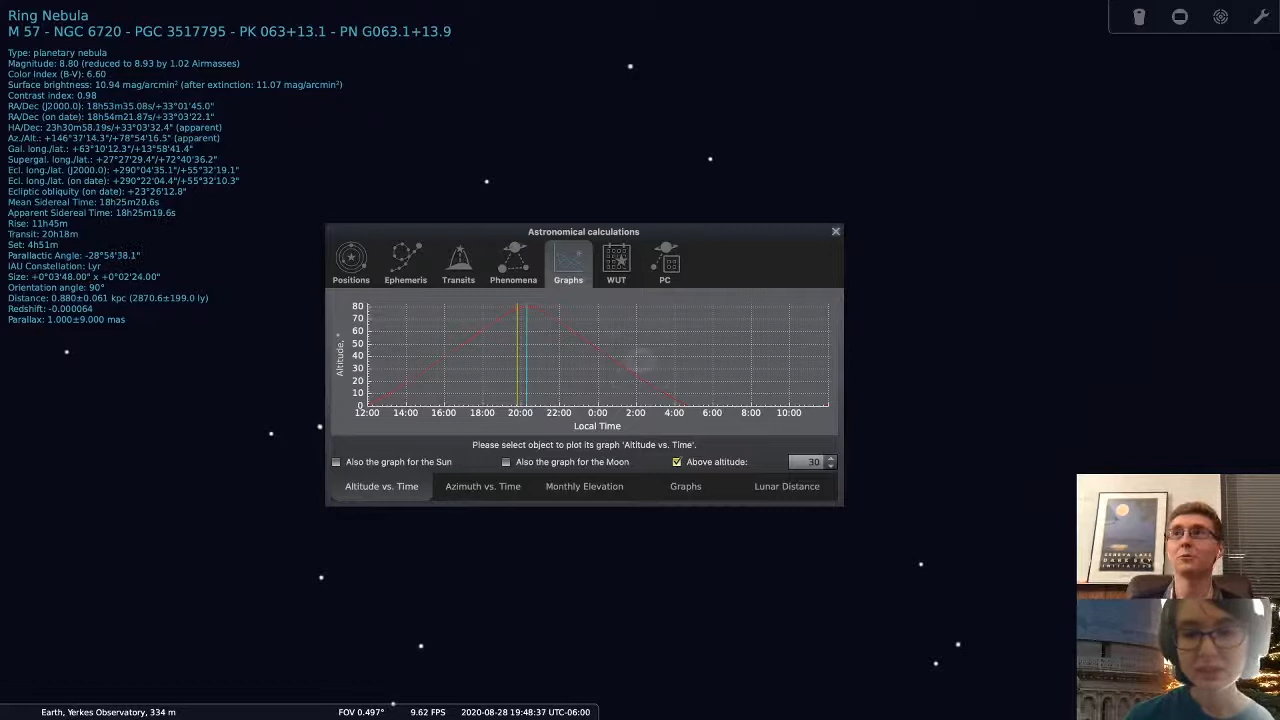 Ring Nebula
M 57 - NGC 6720 - PGC 3517795 - PK 063+13.1 - PN G063.1+13.9
Type: planetary nebula
Magnitude: 8.80 (reduced to 8.93 by 1.02 Airmasses)
Color Index (B-V): 6.60
Surface brightness: 10.94 mag/arcmin² (after extinction: 11.07 mag/arcmin²)
Contrast index: 0.98
RA/Dec (J2000.0): 18h53m35.08s/+33°01'45.0"
RA/Dec (on date): 18h54m21.87s/+33°03'22.1"
HA/Dec: 23h30m58.19s/+33°03'32.4" (apparent)
Az./Alt.: +146°37'14.3"/+78°54'16.5" (apparent)
Gal. long./lat.: +63°10'12.3"/+13°58'41.4"
Supergal. long./lat.: +27°27'29.4"/+72°40'36.2"
Ecl. long./lat. (J2000.0): +290°04'35.1"/+55°32'19.1"
Ecl. long./lat. (on date): +290°22'04.4"/+55°32'10.3"
Ecliptic obliquity (on date): +23°26'12.8"
Mean Sidereal Time: 18h25m20.6s
Apparent Sidereal Time: 18h25m19.6s
Rise: 11h45m
Transit: 20h18m
Set: 4h51m
Parallactic Angle: -28°54'38.1"
IAU Constellation: Lyr
Size: +0°03'48.00" x +0°02'24.00"
Orientation angle: 90°
Distance: 0.880±0.061 kpc (2870.6±199.0 ly)
Redshift: -0.000064
Parallax: 1.000±9.000 mas
Astronomical calculations
Positions Ephemeris Transits Phenomena Graphs WUT PC
80
70
60
50
40
30
20
10
0
Altitude, °
12:00 14:00 16:00 18:00 20:00 22:00 0:00 2:00 4:00 6:00 8:00 10:00
Local Time
Please select object to plot its graph 'Altitude vs. Time'.
Also the graph for the Sun Also the graph for the Moon Above altitude: 30
Altitude vs. Time Azimuth vs. Time Monthly Elevation Graphs Lunar Distance
GENEVA LAKE
DARK SKY
INITIATIVE
Earth, Yerkes Observatory, 334 m FOV 0.497° 9.62 FPS 2020-08-28 19:48:37 UTC-06:00